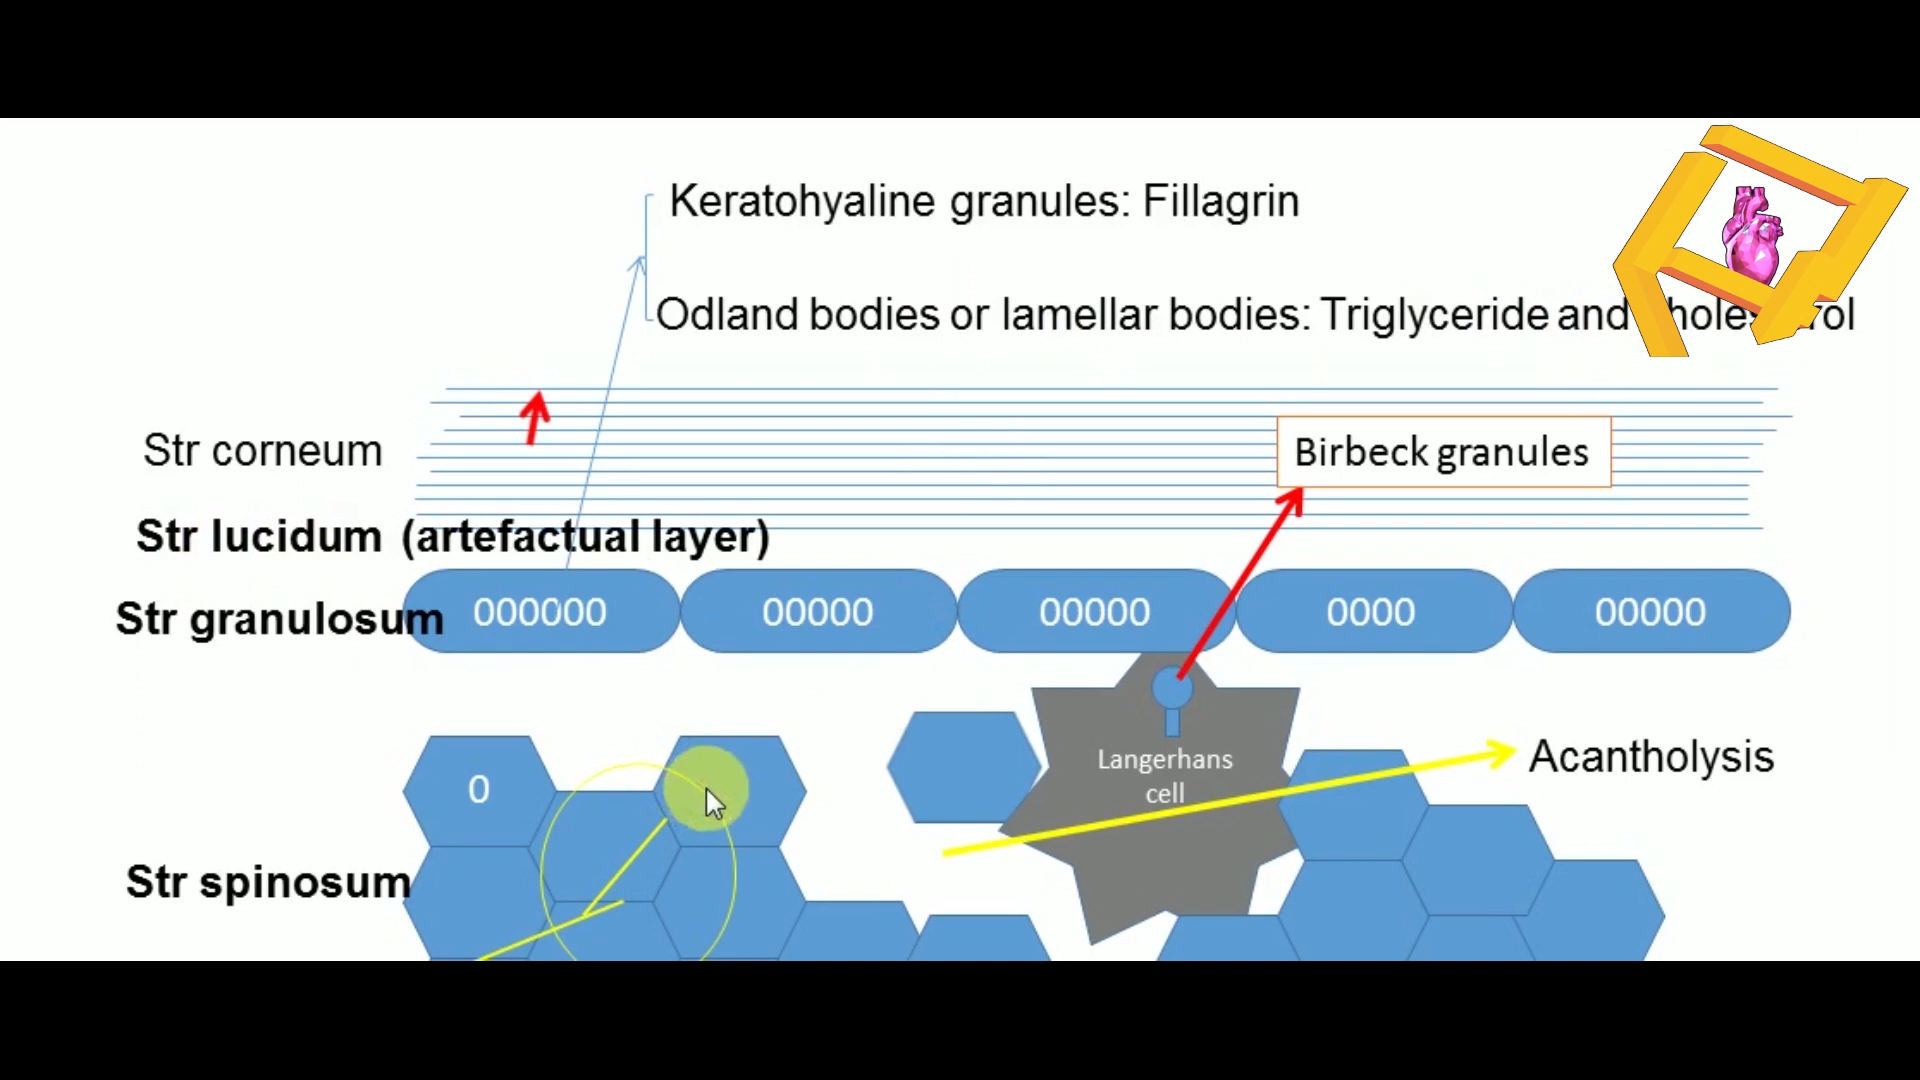 Keratohyaline granules: Fillagrin
Odland bodies or lamellar bodies: Triglyceride and
Str corneum
Birbeck granules
Str lucidum (artefactual layer)
Str granulosum
000000
00000
00000
0000
00000
Langerhans
cell
Acantholysis
0
Str spinosum